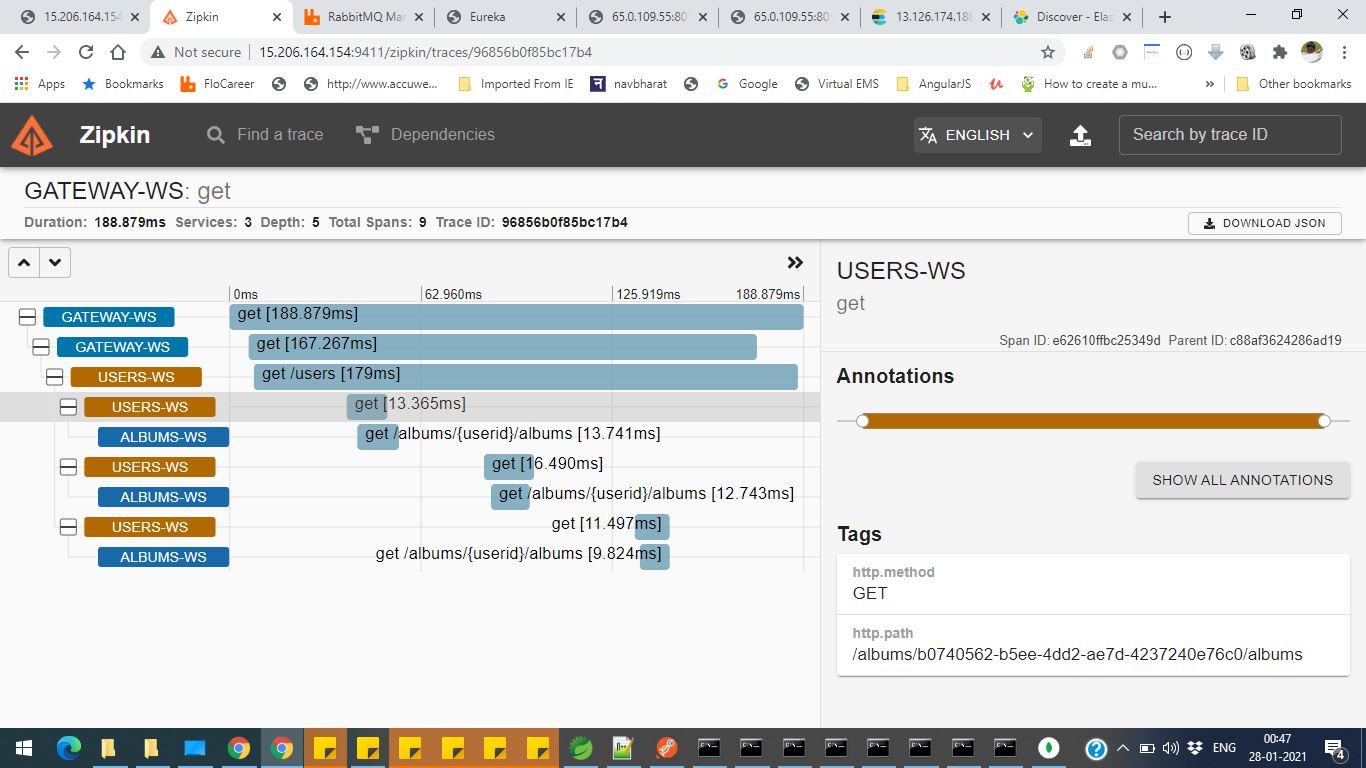 15.206.164.154
Zipkin
RabbitMQ Mar
Eureka
65.0.109.55:80
65.0.109.55:80
13.126.174.188
Discover - Elas
Not secure
15.206.164.154:9411/zipkin/traces/96856b0f85bc17b4
Apps
Bookmarks
FloCareer
http://www.accuwe...
Imported From IE
navbharat
Google
Virtual EMS
AngularJS
How to create a mu...
Other bookmarks
Zipkin
Find a trace
Dependencies
ENGLISH
Search by trace ID
GATEWAY-WS: get
Duration: 188.879ms Services: 3 Depth: 5 Total Spans: 9 Trace ID: 96856b0f85bc17b4
DOWNLOAD JSON
0ms 62.960ms 125.919ms 188.879ms
GATEWAY-WS get [188.879ms]
GATEWAY-WS get [167.267ms]
USERS-WS get /users [179ms]
USERS-WS get [13.365ms]
ALBUMS-WS get /albums/{userid}/albums [13.741ms]
USERS-WS get [16.490ms]
ALBUMS-WS get /albums/{userid}/albums [12.743ms]
USERS-WS get [11.497ms]
ALBUMS-WS get /albums/{userid}/albums [9.824ms]
USERS-WS
get
Span ID: e62610ffbc25349d Parent ID: c88af3624286ad19
Annotations
SHOW ALL ANNOTATIONS
Tags
http.method
GET
http.path
/albums/b0740562-b5ee-4dd2-ae7d-4237240e76c0/albums
ENG
00:47
28-01-2021
4